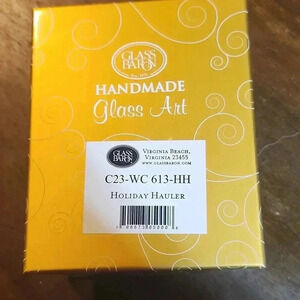 GLASS
BARON
HANDMADE
Glass Art
GLASS
BARON
VIRGINIA BEACH,
VIRGINIA 23455
WWW.GLASSBARON.COM
C23-WC 613-HH
HOLIDAY HAULER